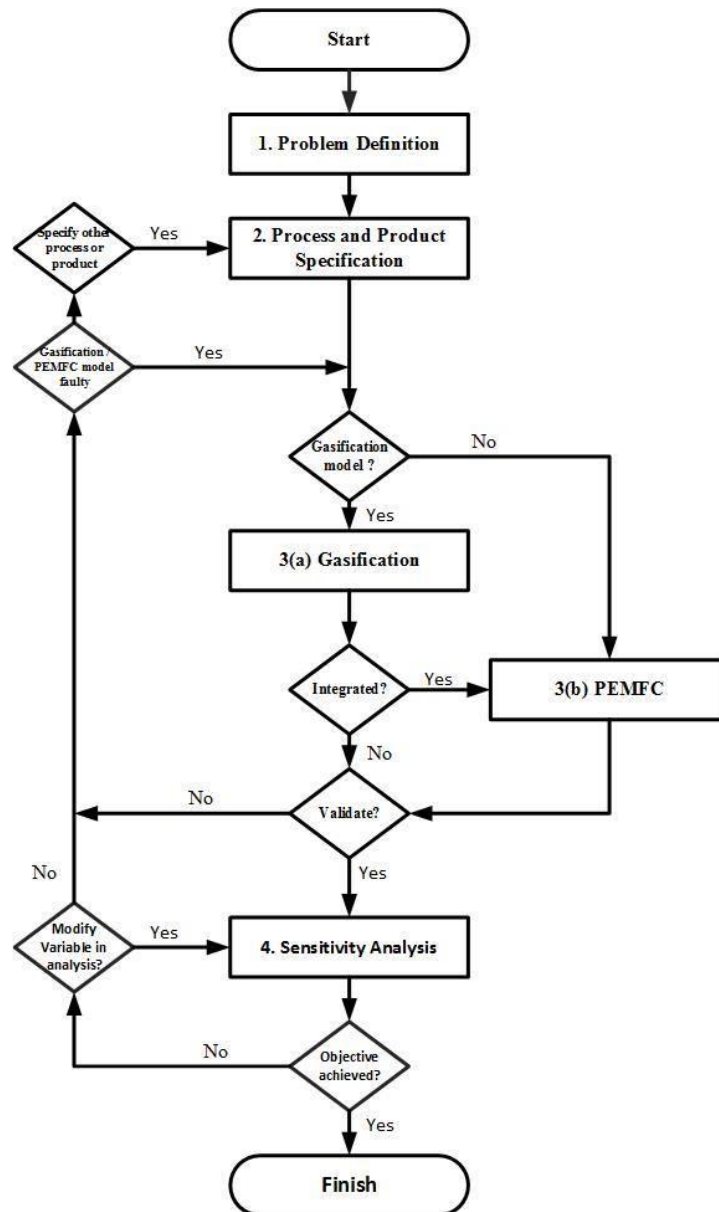 Start
1. Problem Definition
Specify other
process or
product
Yes
2. Process and Product
Specification
Gasification /
PEMFC model
faulty
Yes
Gasification
model ?
No
Yes
3(a) Gasification
Integrated?
Yes
3(b) PEMFC
No
No
Validate?
No
Yes
Modify
Variable in
analysis?
Yes
4. Sensitivity Analysis
No
Objective
achieved?
Yes
Finish